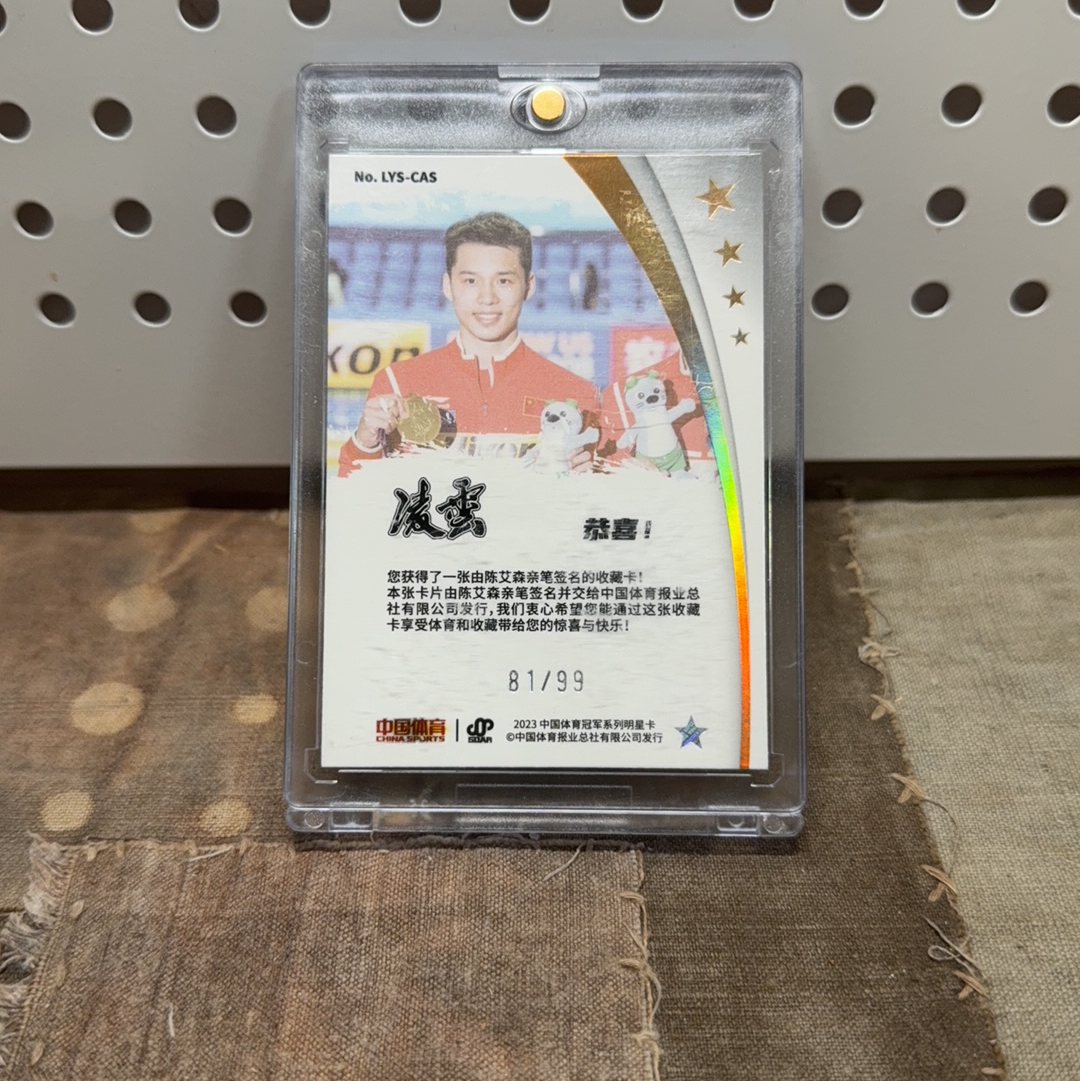 No. LYS-CAS
凌雲
恭喜！
您获得了一张由陈艾森亲笔签名的收藏卡！
本张卡片由陈艾森亲笔签名并交给中国体育报业总
社有限公司发行，我们衷心希望您能通过这张收藏
卡享受体育和收藏带给您的惊喜与快乐！
81/99
中国体育
CHINA SPORTS
2023 中国体育冠军系列明星卡
©中国体育报业总社有限公司发行